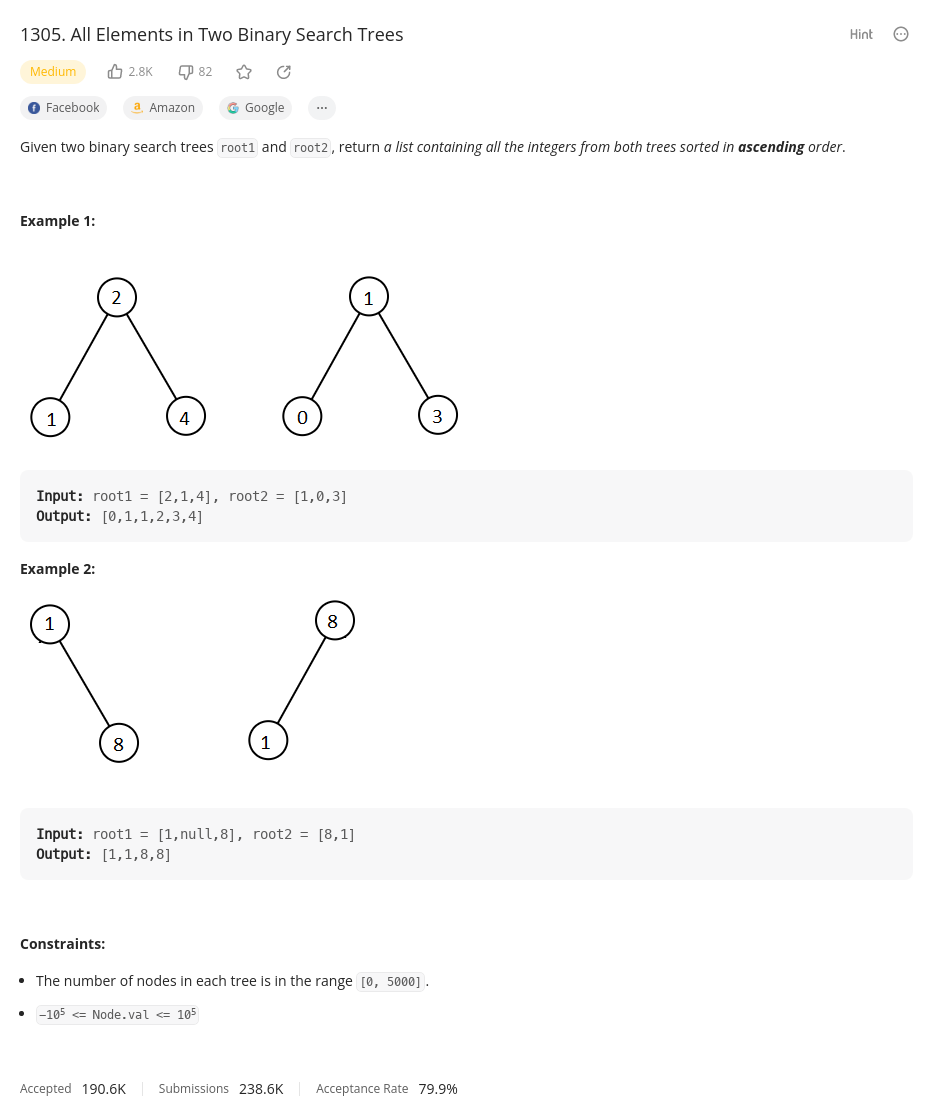 1305. All Elements in Two Binary Search Trees
Hint
Medium 2.8K 82
Facebook Amazon Google ...
Given two binary search trees root1 and root2, return a list containing all the integers from both trees sorted in ascending order.
Example 1:
2 1
1 4 0 3
Input: root1 = [2,1,4], root2 = [1,0,3]
Output: [0,1,1,2,3,4]
Example 2:
1 8
8 1
Input: root1 = [1,null,8], root2 = [8,1]
Output: [1,1,8,8]
Constraints:
• The number of nodes in each tree is in the range [0, 5000].
• −10⁵ <= Node.val <= 10⁵
Accepted 190.6K Submissions 238.6K Acceptance Rate 79.9%